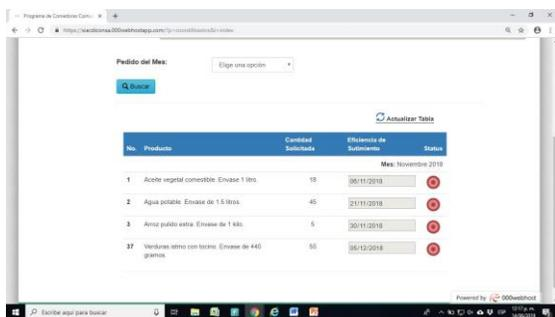 Programa de Comedores Comu
Pedido del Mes:
Elige una opción
Buscar
Actualizar Tabla
No. Producto Cantidad Solicitada Eficiencia de Sutimiento Status
Mes: Noviembre 2018
1 Aceite vegetal comestible. Envase 1 litro. 18 06/11/2018
2 Agua potable. Envase de 1.5 litros. 45 21/11/2018
3 Arroz pulido extra. Envase de 1 kilo. 5 30/11/2018
37 Verduras con tocino. Envase de 440 gramos. 05/12/2018
Powered by 000webhost
Escribe aquí para buscar
ESP